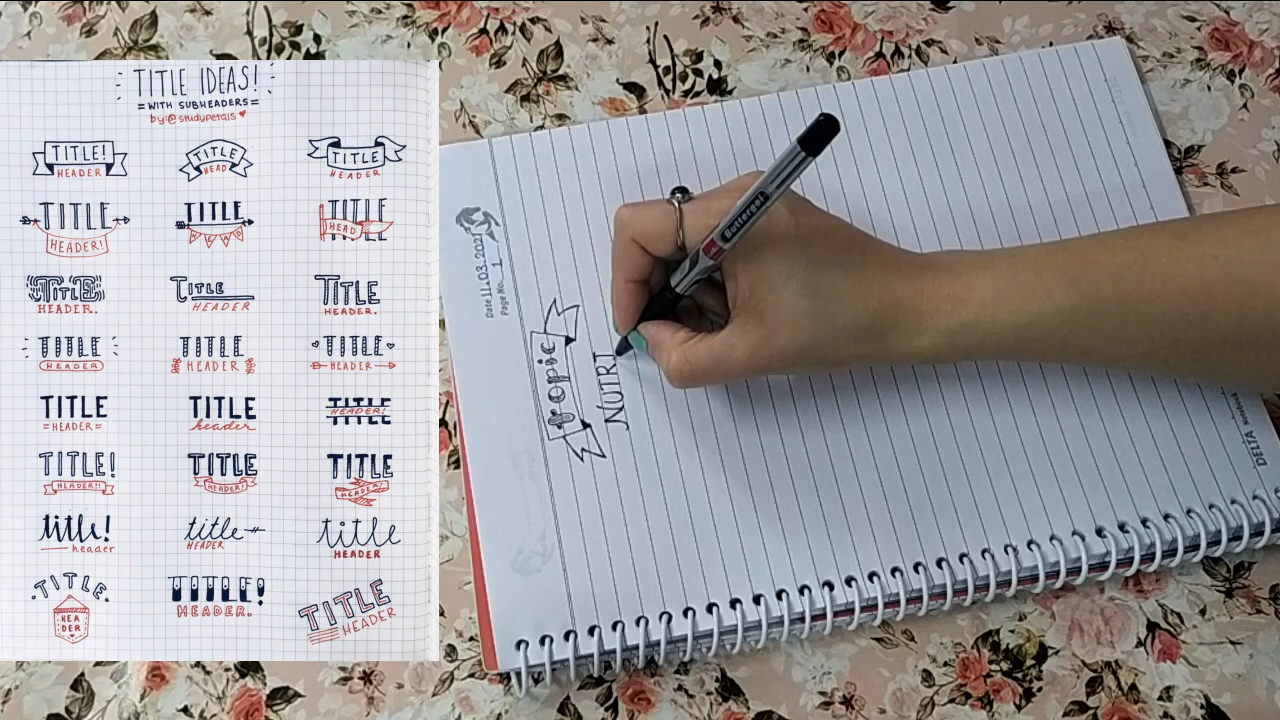 TITLE IDEAS!
=WITH SUBHEADERS=
by:@studypetals
TITLE!
HEADER
TITLE
HEAD
TITLE
HEADER
TITLE
HEADER!
TITLE
TITLE
HEAD
TITLE
HEADER.
TITLE
HEADER
TITLE
HEADER.
TITLE
HEADER
TITLE
HEADER
TITLE
HEADER
TITLE
=HEADER=
TITLE
header
TITLE
HEADER!
TITLE!
HEADER!!
TITLE
HEADER!
TITLE
HEADER!
title!
header
title
HEADER
title
HEADER
TITLE.
HEA
DER
TITLE!
HEADER.
TITLE
HEADER
Date 11.03.2021
Page No. 1
Topic
NUTRI
Buttergel
DELTA Notebook